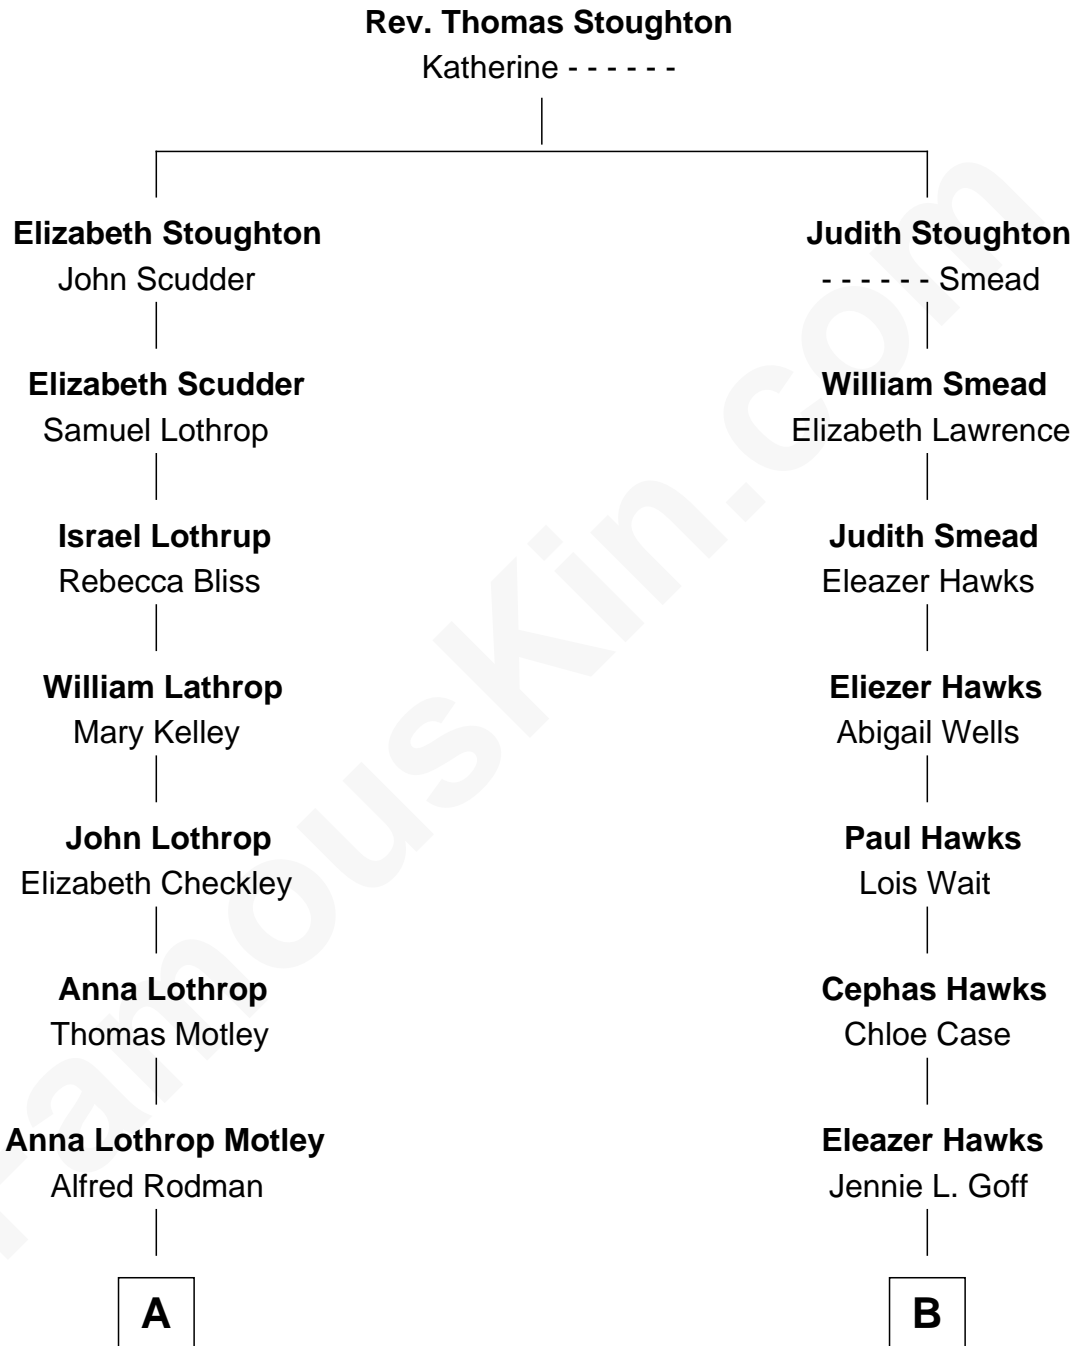 Rev. Thomas Stoughton
Katherine - - - - - -
Elizabeth Stoughton
John Scudder
Elizabeth Scudder
Samuel Lothrop
Israel Lothrup
Rebecca Bliss
William Lathrop
Mary Kelley
John Lothrop
Elizabeth Checkley
Anna Lothrop
Thomas Motley
Anna Lothrop Motley
Alfred Rodman
A
Judith Stoughton
- - - - - - Smead
William Smead
Elizabeth Lawrence
Judith Smead
Eleazer Hawks
Eliezer Hawks
Abigail Wells
Paul Hawks
Lois Wait
Cephas Hawks
Chloe Case
Eleazer Hawks
Jennie L. Goff
B
FamousKin.com